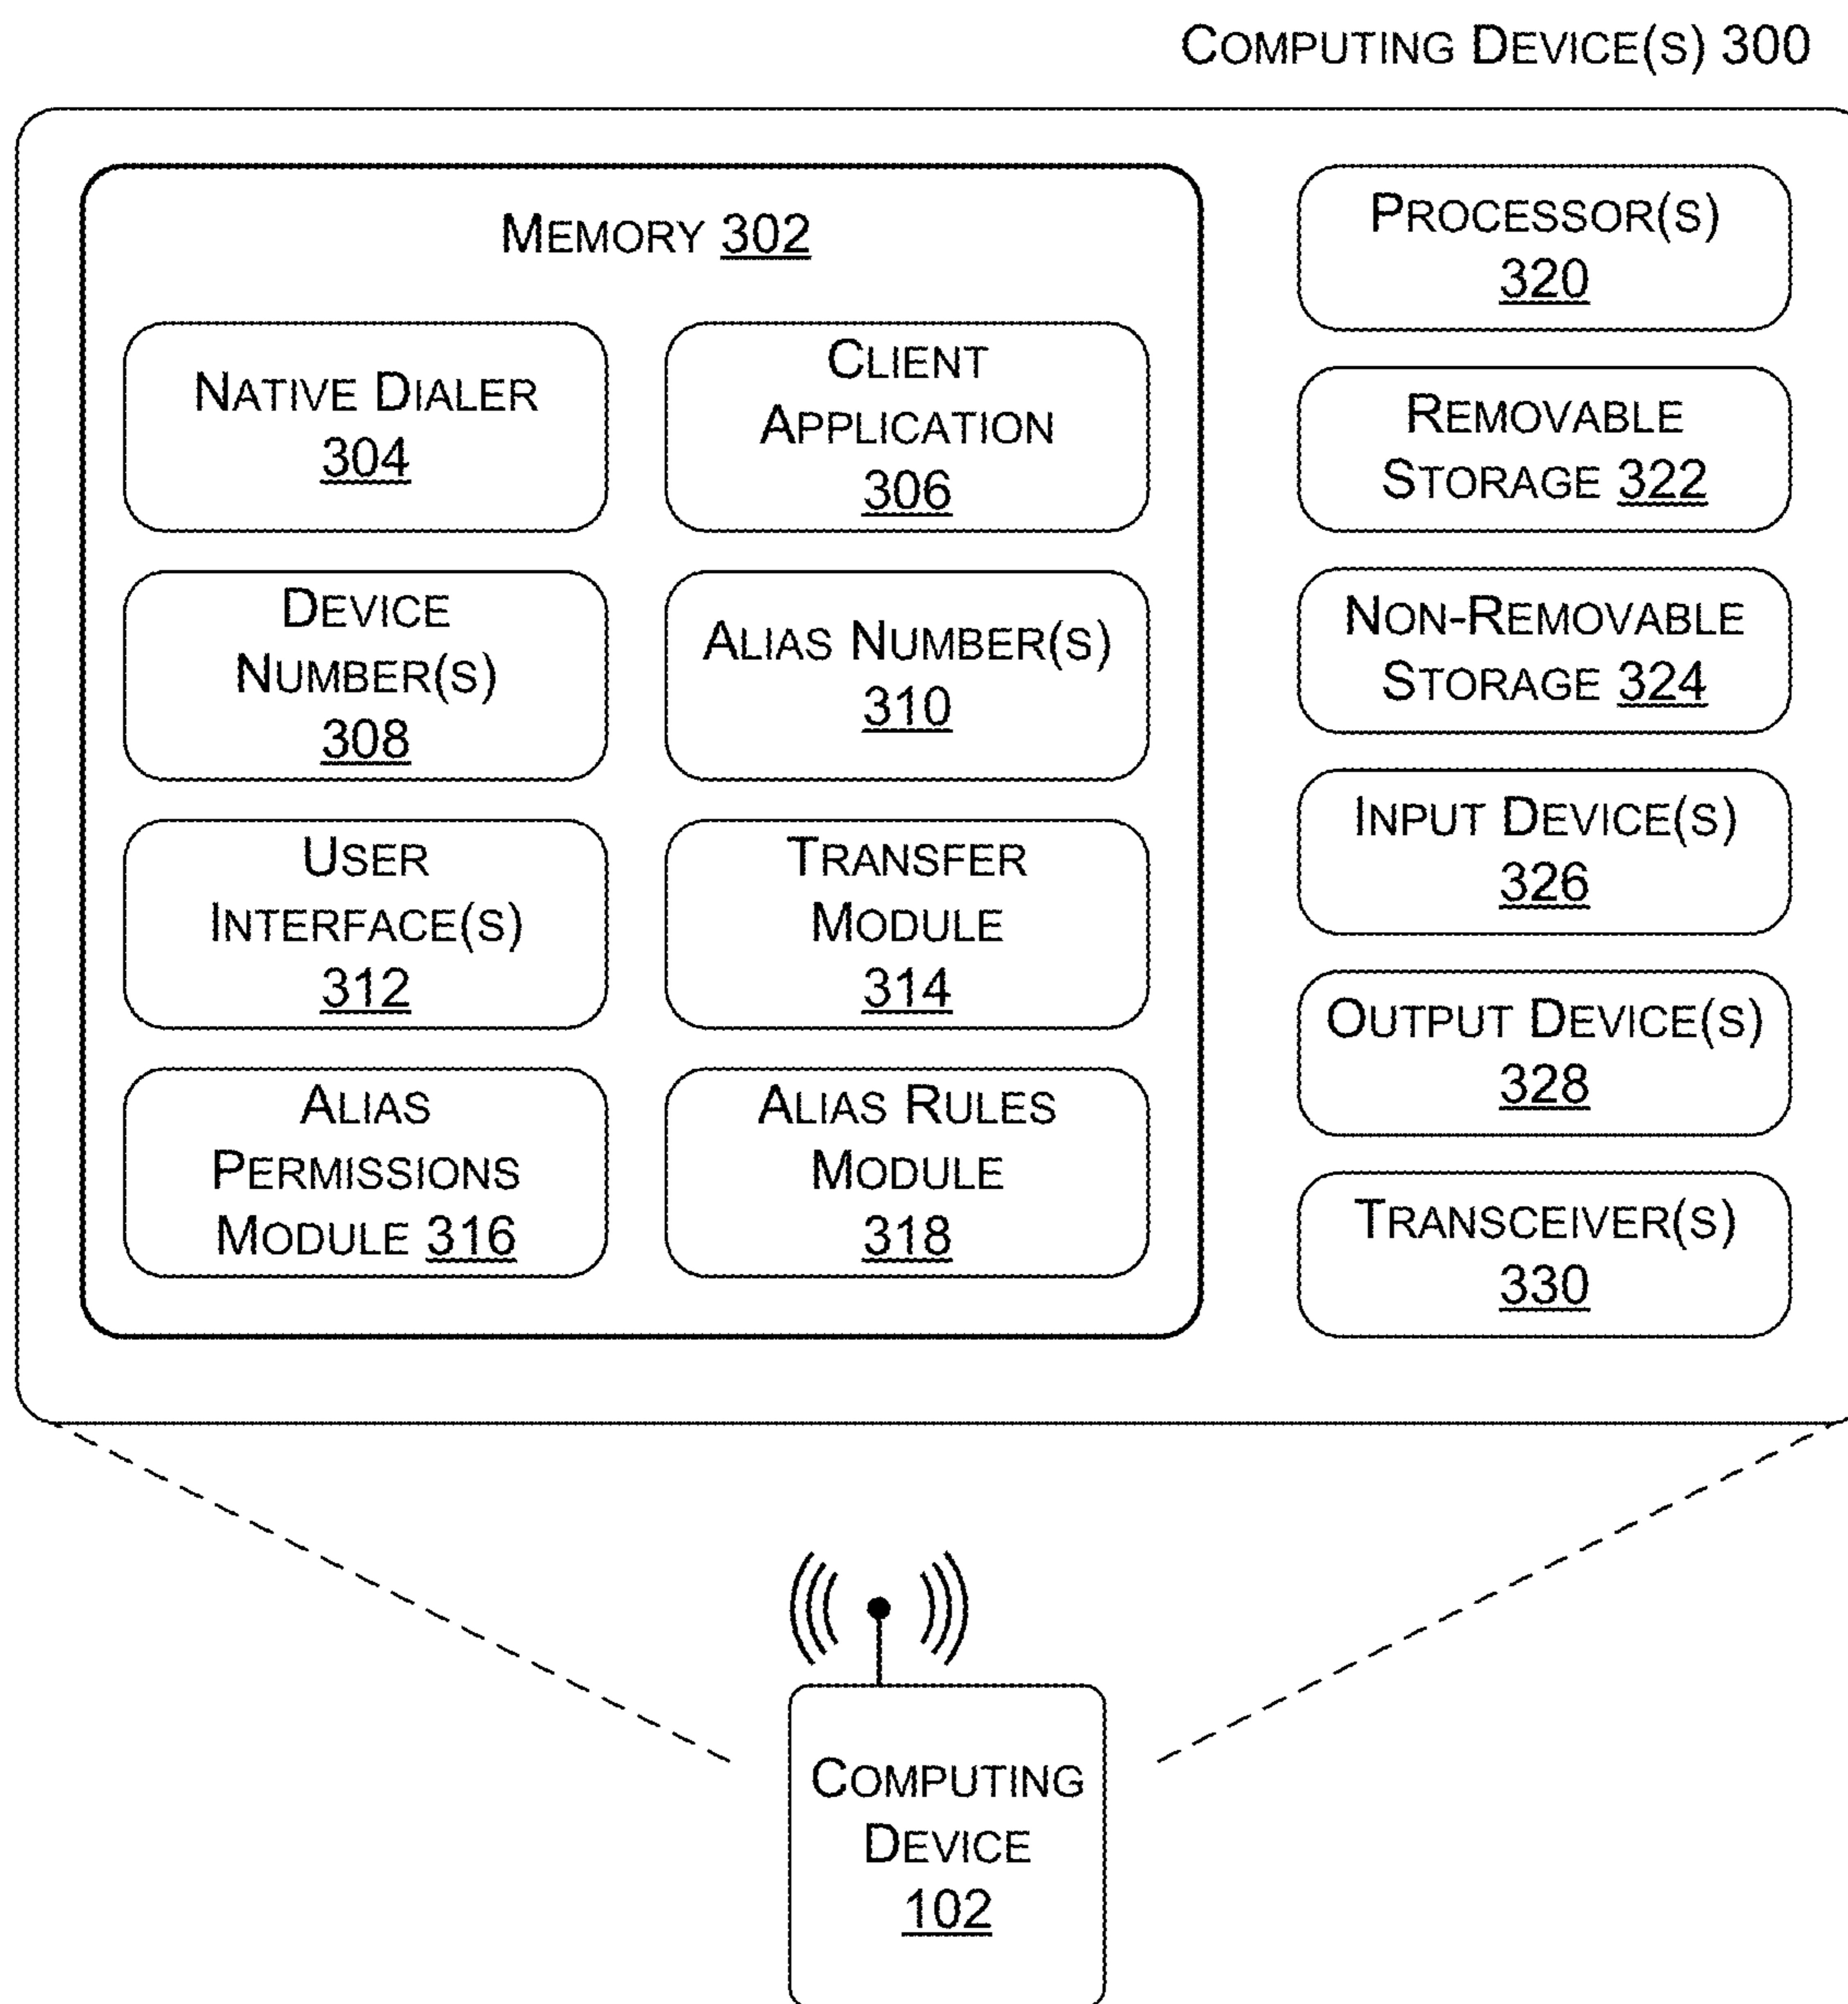 COMPUTING DEVICE(S) 300
MEMORY 302
NATIVE DIALER
304
CLIENT
APPLICATION
306
DEVICE
NUMBER(S)
308
ALIAS NUMBER(S)
310
USER
INTERFACE(S)
312
TRANSFER
MODULE
314
ALIAS
PERMISSIONS
MODULE 316
ALIAS RULES
MODULE
318
PROCESSOR(S)
320
REMOVABLE
STORAGE 322
NON-REMOVABLE
STORAGE 324
INPUT DEVICE(S)
326
OUTPUT DEVICE(S)
328
TRANSCEIVER(S)
330
COMPUTING
DEVICE
102